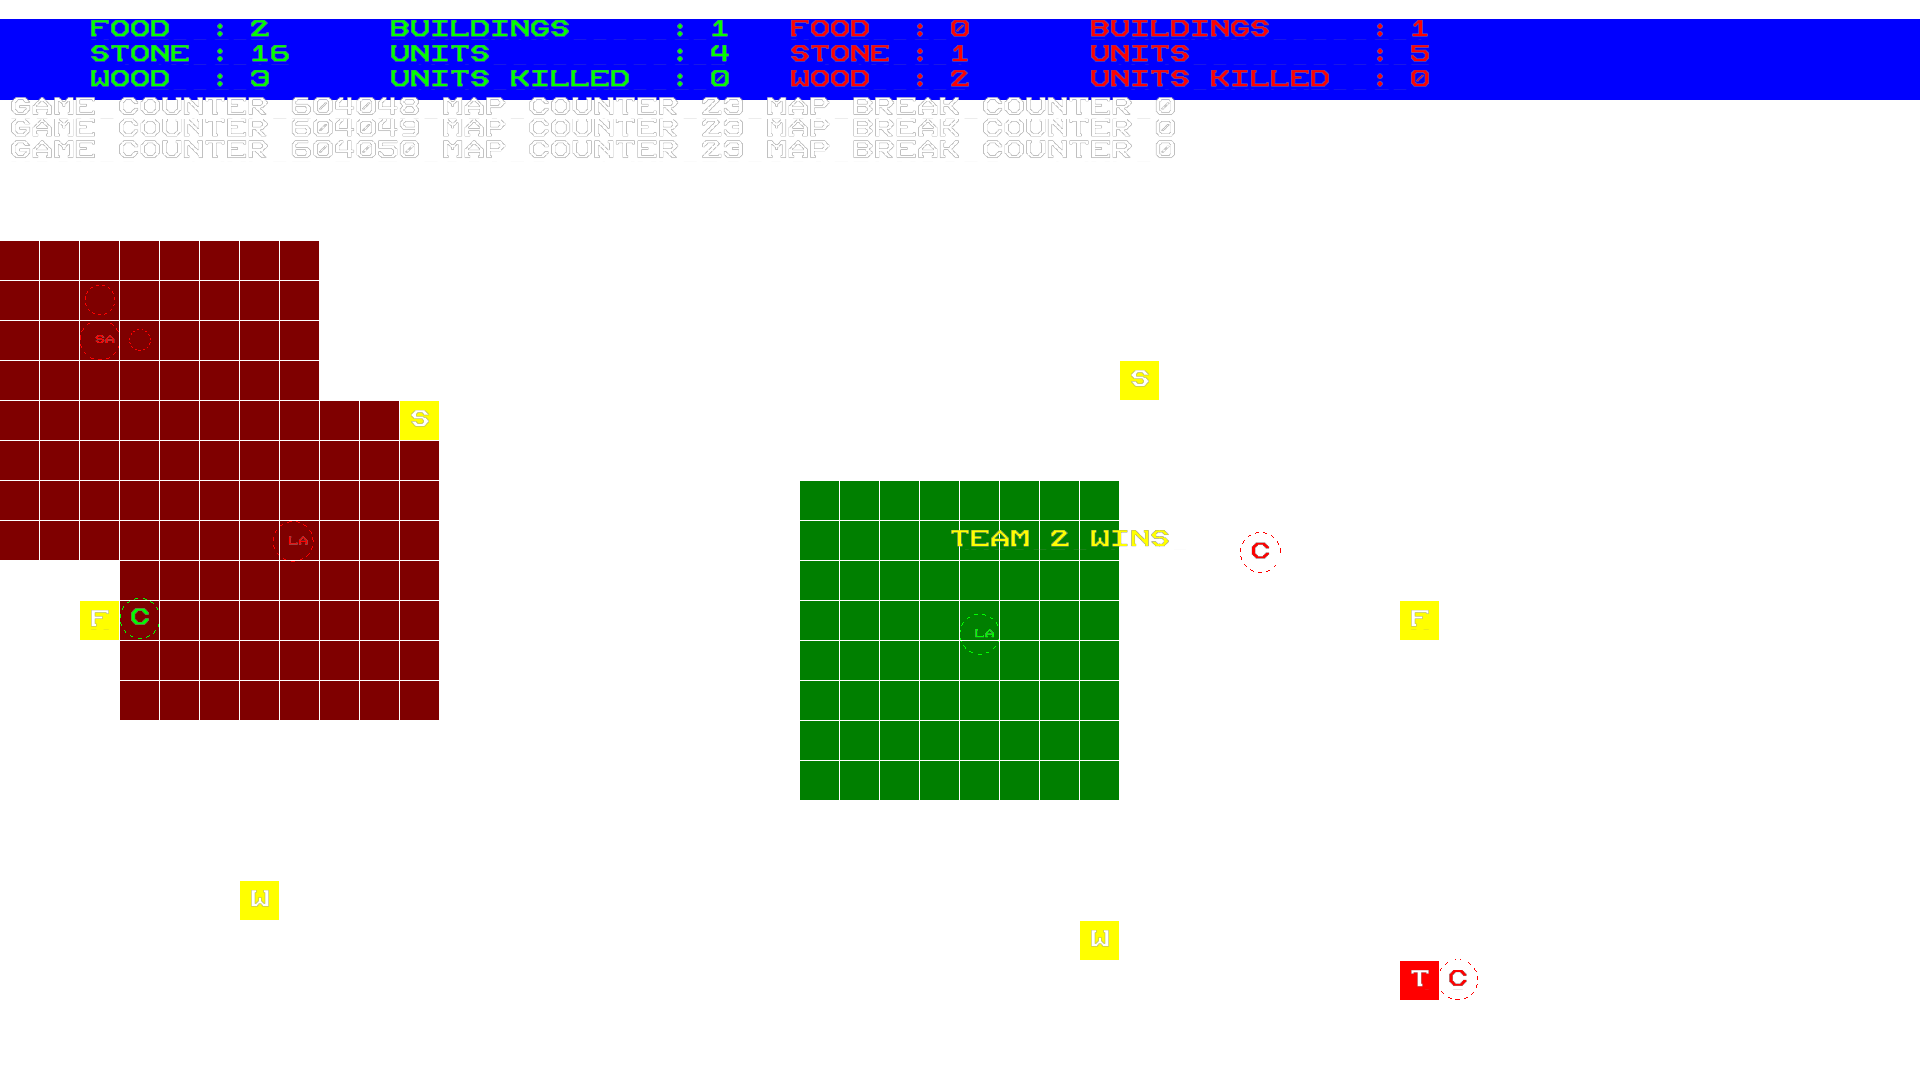 FOOD : 2 BUILDINGS : 1 FOOD : 0 BUILDINGS : 1
STONE : 16 UNITS : 4 STONE : 1 UNITS : 5
WOOD : 3 UNITS KILLED : 0 WOOD : 2 UNITS KILLED : 0
GAME COUNTER 604048 MAP COUNTER 23 MAP BREAK COUNTER 0
GAME COUNTER 604049 MAP COUNTER 23 MAP BREAK COUNTER 0
GAME COUNTER 604050 MAP COUNTER 23 MAP BREAK COUNTER 0
SA
S
S
LA
TEAM 2 WINS
C
F
C
LA
F
W
W
T
C